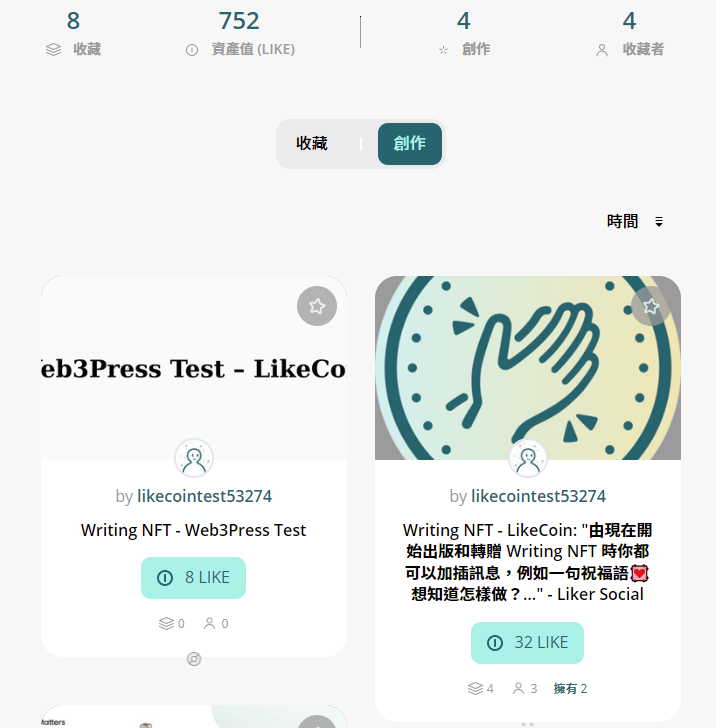 8
752
4
4
收藏
資產值 (LIKE)
創作
收藏者
收藏
創作
時間
eb3Press Test – LikeCo
by likecointest53274
Writing NFT - Web3Press Test
8 LIKE
0
0
by likecointest53274
Writing NFT - LikeCoin: "由現在開
始出版和轉贈 Writing NFT 時你都
可以加插訊息，例如一句祝福語💟
想知道怎樣做？..." - Liker Social
32 LIKE
4
3
擁有 2
Matters